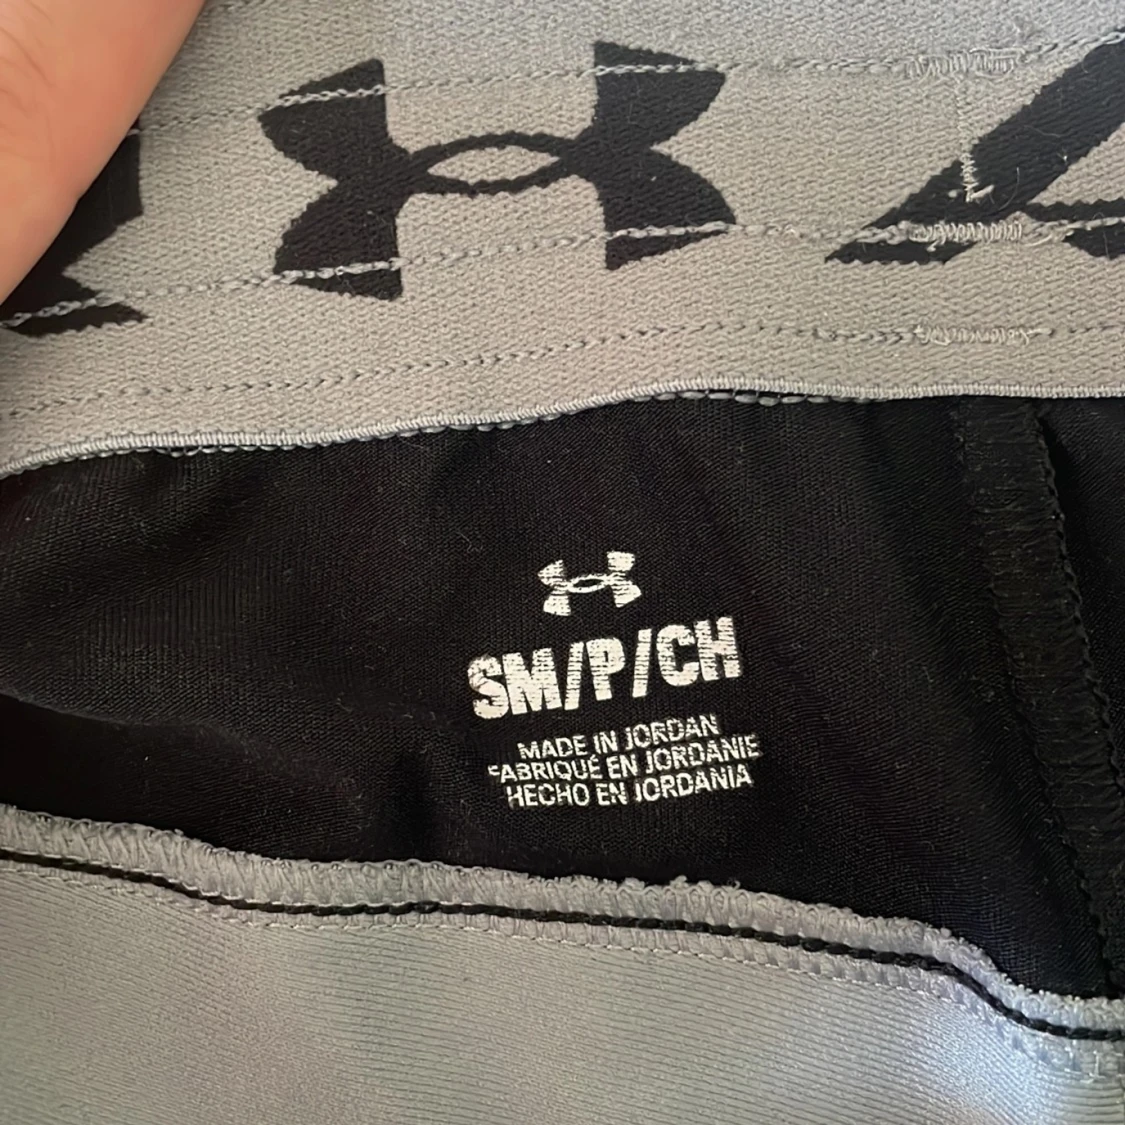 SM/P/CH
MADE IN JORDAN
FABRIQUÉ EN JORDANIE
HECHO EN JORDANIA